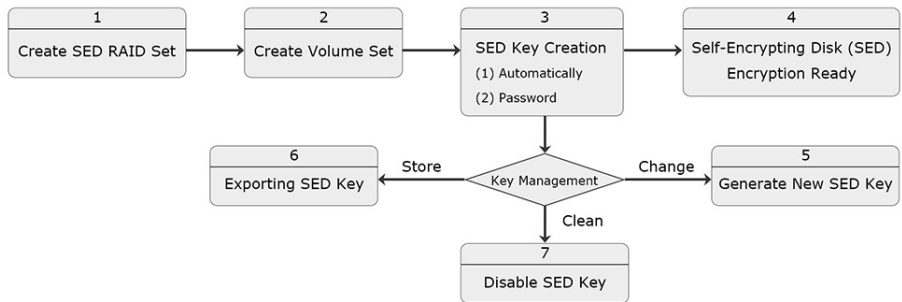 1
Create SED RAID Set
2
Create Volume Set
3
SED Key Creation
(1) Automatically
(2) Password
4
Self-Encrypting Disk (SED)
Encryption Ready
6
Exporting SED Key
Store
Key Management
Change
5
Generate New SED Key
Clean
7
Disable SED Key